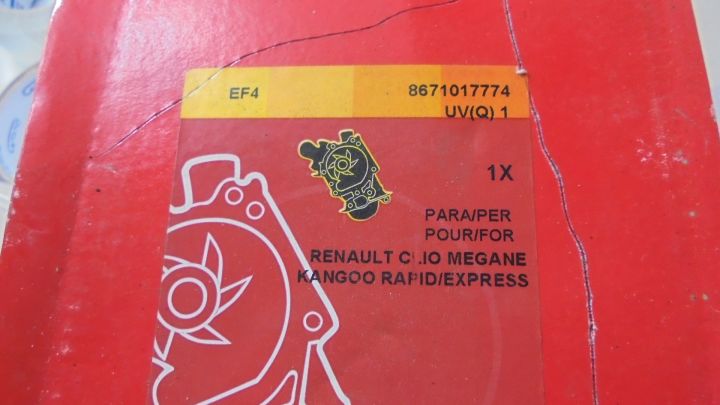 EF4 8671017774
UV(Q) 1
1X
PARA/PER
POUR/FOR
RENAULT CLIO MEGANE
KANGOO RAPID/EXPRESS